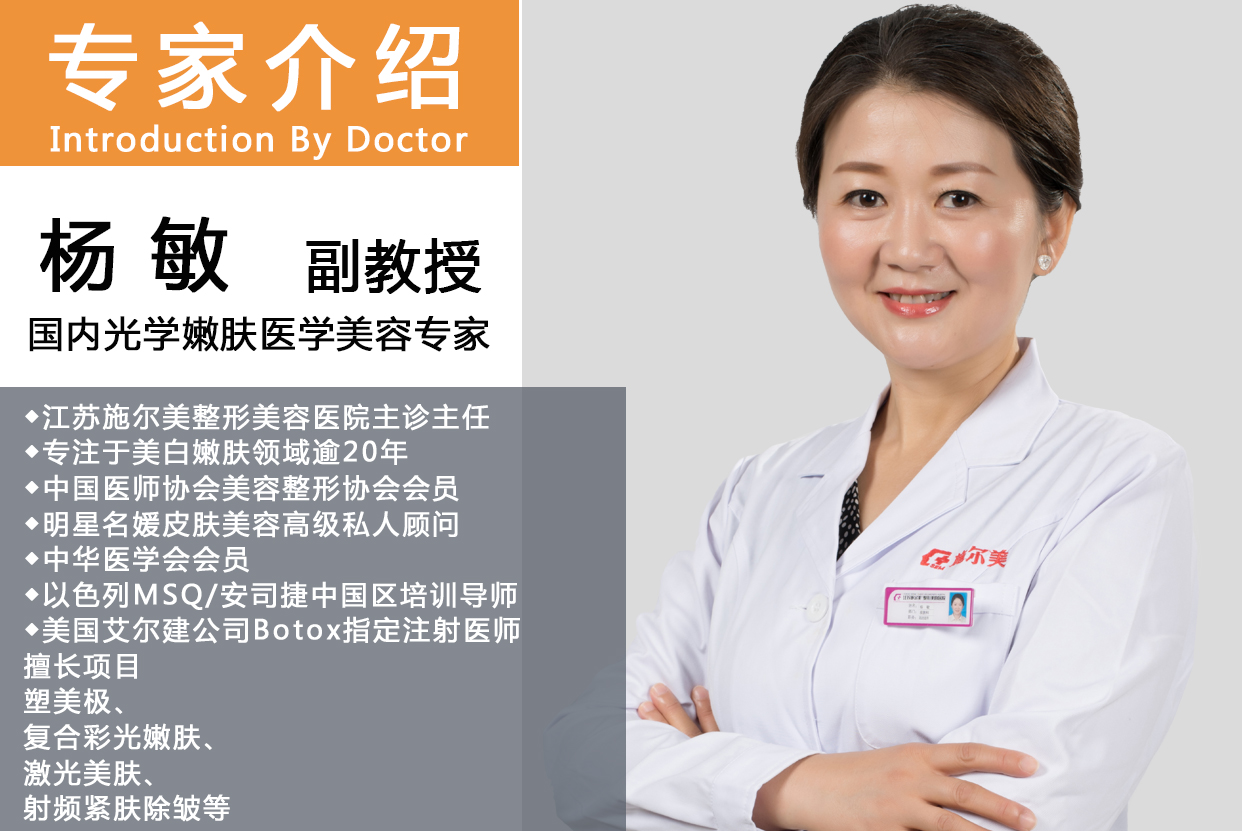 专家介绍
Introduction By Doctor
杨敏 副教授
国内光学嫩肤医学美容专家
◆江苏施尔美整形美容医院主诊主任
◆专注于美白嫩肤领域逾20年
◆中国医师协会美容整形协会会员
◆明星名媛皮肤美容高级私人顾问
◆中华医学会会员
◆以色列MSQ/安司捷中国区培训导师
◆美国艾尔建公司Botox指定注射医师
擅长项目
塑美极、
复合彩光嫩肤、
激光美肤、
射频紧肤除皱等
尔美